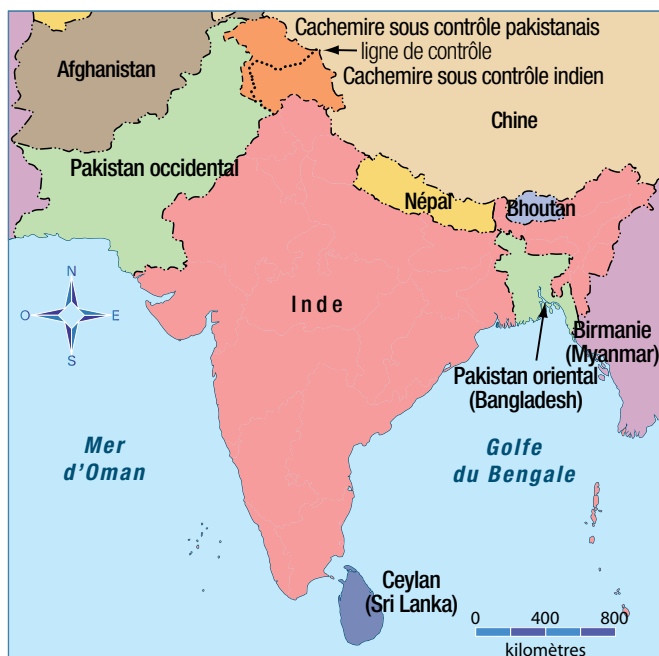 Cachemire sous contrôle pakistanais
ligne de contrôle
Cachemire sous contrôle indien
Afghanistan
Chine
Pakistan occidental
Népal
Bhoutan
N
O
E
S
Inde
Birmanie
(Myanmar)
Pakistan oriental
(Bangladesh)
Mer
d'Oman
Golfe
du Bengale
Ceylan
(Sri Lanka)
0 400 800
kilomètres